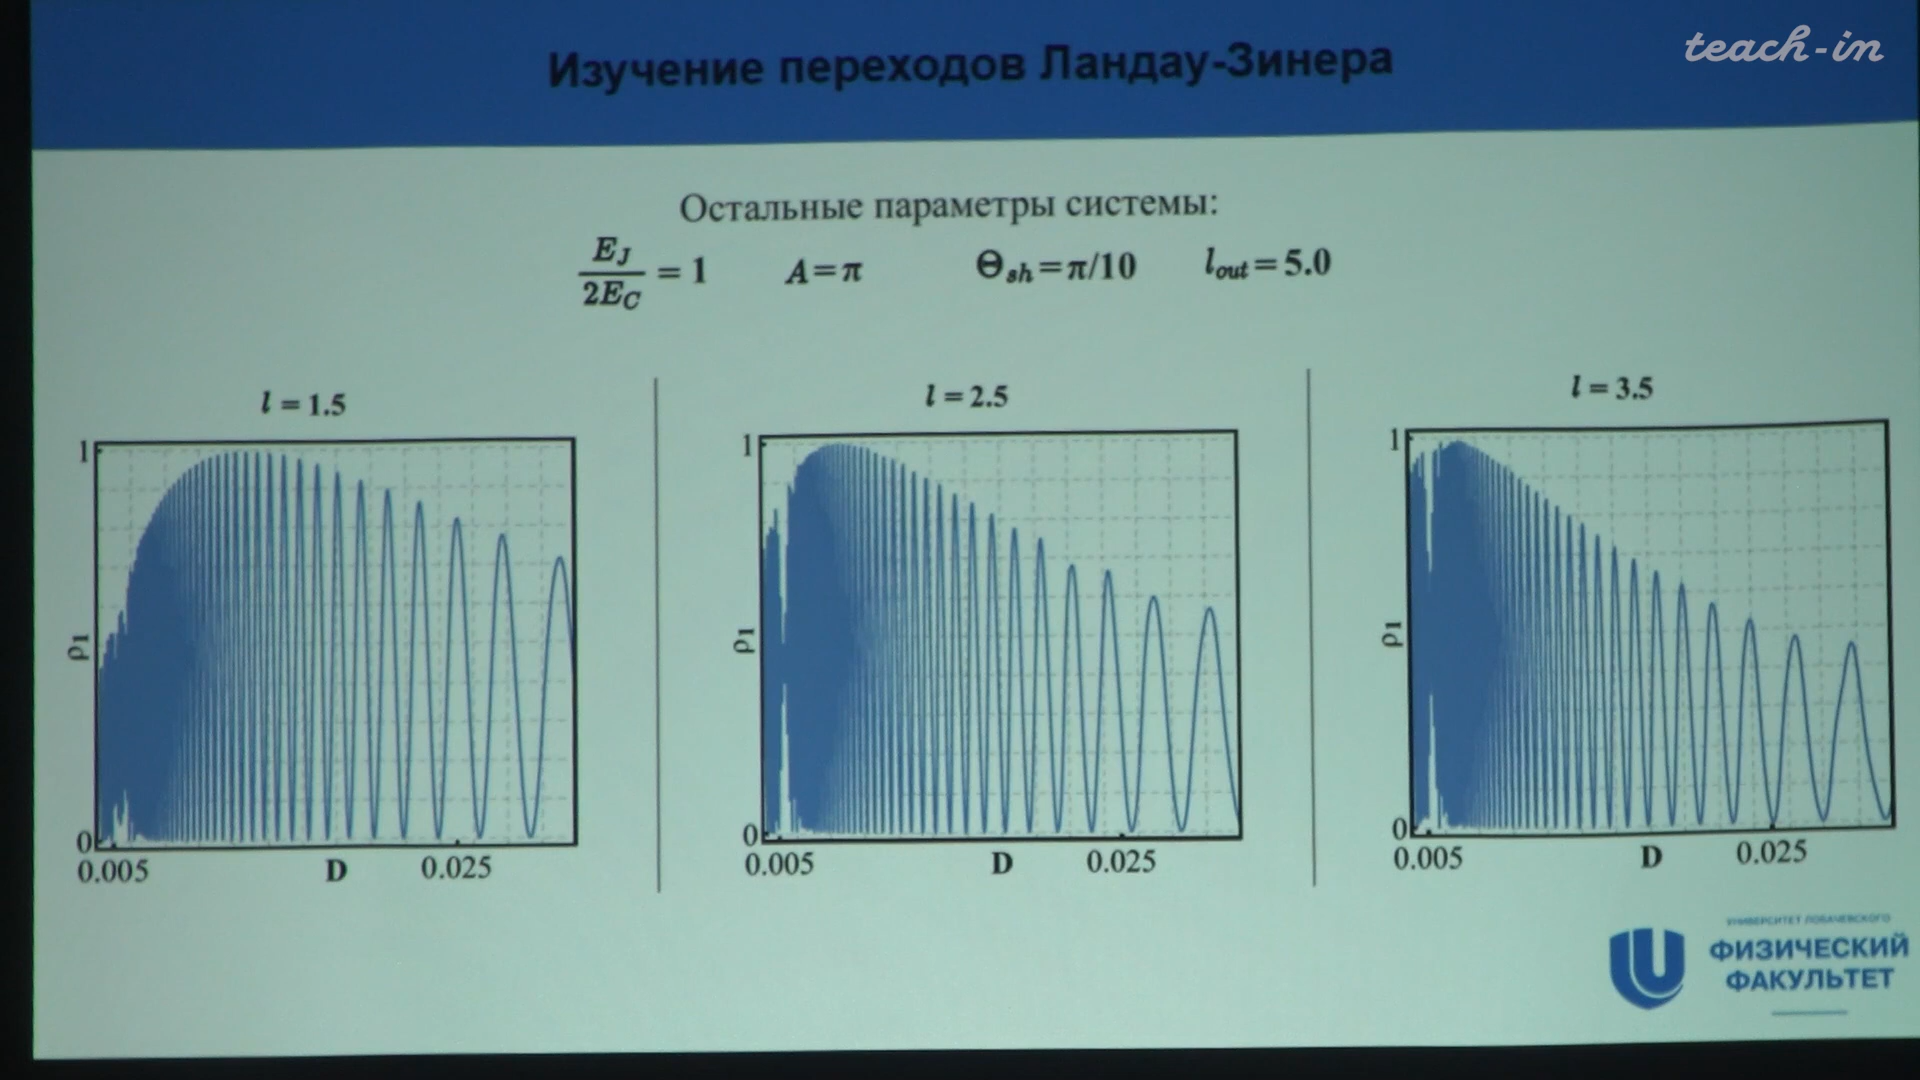 teach-in
Изучение переходов Ландау-Зинера
Остальные параметры системы:
E_J / 2E_C = 1 A=π Θ_sh=π/10 l_out=5.0
l = 1.5
1
ρ1
0
0.005 D 0.025
l = 2.5
1
ρ1
0
0.005 D 0.025
l = 3.5
1
ρ1
0
0.005 D 0.025
УНИВЕРСИТЕТ ЛОБАЧЕВСКОГО
ФИЗИЧЕСКИЙ
ФАКУЛЬТЕТ